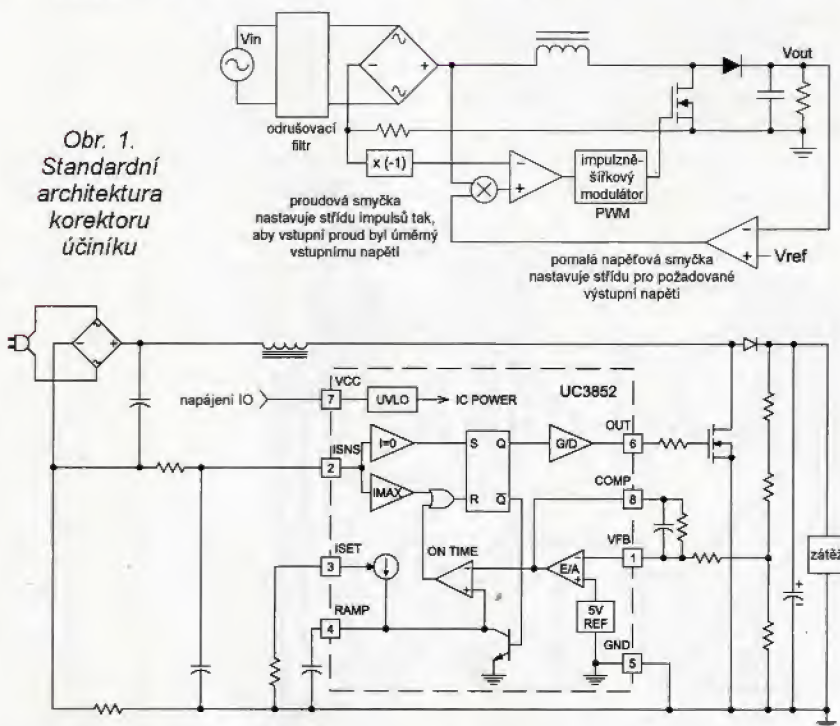 Obr. 1.
Standardní
architektura
korektoru
účiníku
Vin
odrušovací
filtr
x (-1)
proudová smyčka
nastavuje střídu impulsů tak,
aby vstupní proud byl úměrný
vstupnímu napětí
impulzně-
šířkový
modulátor
PWM
Vout
Vref
pomalá napěťová smyčka
nastavuje střídu pro požadované
výstupní napětí
napájení IO
VCC
7
UVLO
IC POWER
UC3852
ISNS
2
I=0
IMAX
S Q
R Q
G/D
OUT
6
COMP
8
VFB
1
E/A
ON TIME
ISET
3
RAMP
4
5V
REF
GND
5
zátěž